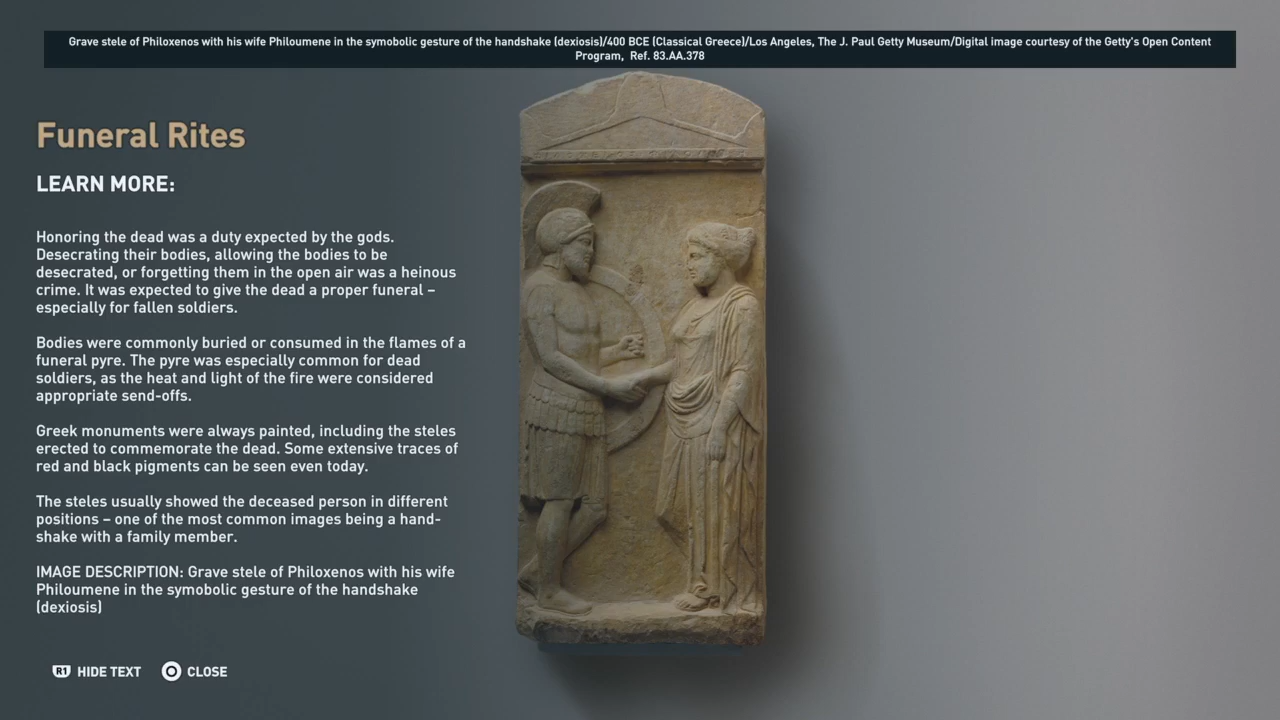 Grave stele of Philoxenos with his wife Philoumene in the symobolic gesture of the handshake (dexiosis)/400 BCE (Classical Greece)/Los Angeles, The J. Paul Getty Museum/Digital image courtesy of the Getty's Open Content
Program, Ref. 83.AA.378
Funeral Rites
LEARN MORE:
Honoring the dead was a duty expected by the gods.
Desecrating their bodies, allowing the bodies to be
desecrated, or forgetting them in the open air was a heinous
crime. It was expected to give the dead a proper funeral –
especially for fallen soldiers.
Bodies were commonly buried or consumed in the flames of a
funeral pyre. The pyre was especially common for dead
soldiers, as the heat and light of the fire were considered
appropriate send-offs.
Greek monuments were always painted, including the steles
erected to commemorate the dead. Some extensive traces of
red and black pigments can be seen even today.
The steles usually showed the deceased person in different
positions – one of the most common images being a hand-
shake with a family member.
IMAGE DESCRIPTION: Grave stele of Philoxenos with his wife
Philoumene in the symobolic gesture of the handshake
(dexiosis)
R1 HIDE TEXT CLOSE